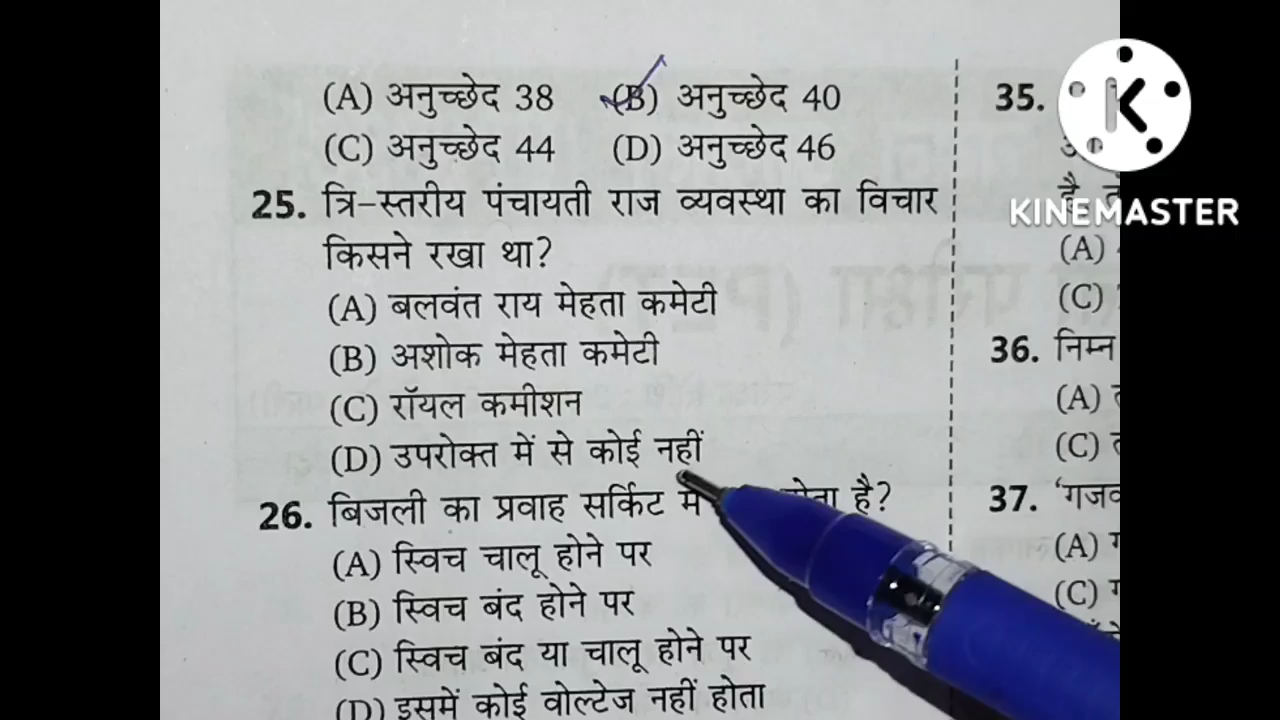 (A) अनुच्छेद 38 (B) अनुच्छेद 40
(C) अनुच्छेद 44 (D) अनुच्छेद 46
25. त्रि-स्तरीय पंचायती राज व्यवस्था का विचार
किसने रखा था?
(A) बलवंत राय मेहता कमेटी
(B) अशोक मेहता कमेटी
(C) रॉयल कमीशन
(D) उपरोक्त में से कोई नहीं
26. बिजली का प्रवाह सर्किट में होता है?
(A) स्विच चालू होने पर
(B) स्विच बंद होने पर
(C) स्विच बंद या चालू होने पर
(D) इसमें कोई वोल्टेज नहीं होता
35.
है,
(A)
(C)
36. निम्न
(A)
(C)
37.
(A)
(C)
KINEMASTER